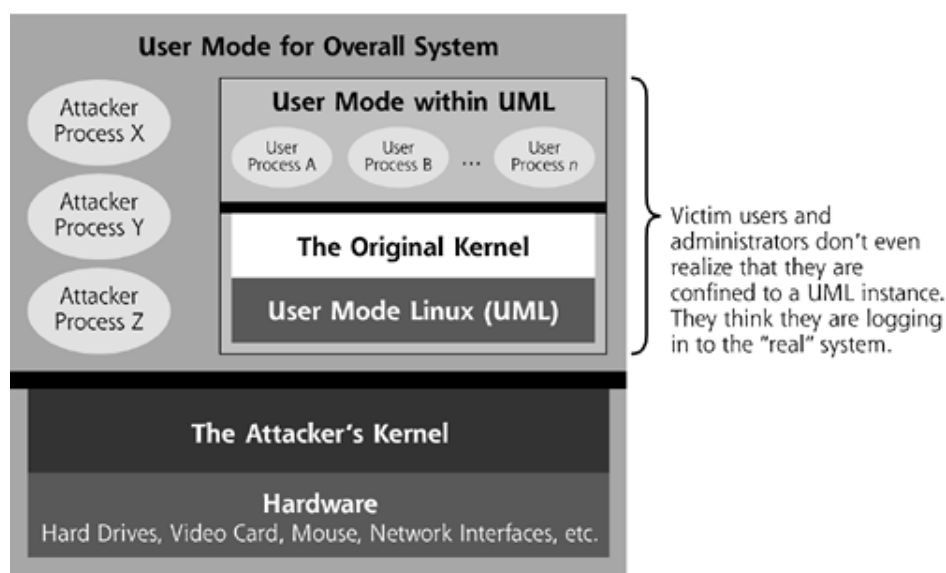 User Mode for Overall System
Attacker
Process X
Attacker
Process Y
Attacker
Process Z
User Mode within UML
User
Process A
User
Process B
...
User
Process n
The Original Kernel
User Mode Linux (UML)
Victim users and
administrators don't even
realize that they are
confined to a UML instance.
They think they are logging
in to the "real" system.
The Attacker's Kernel
Hardware
Hard Drives, Video Card, Mouse, Network Interfaces, etc.